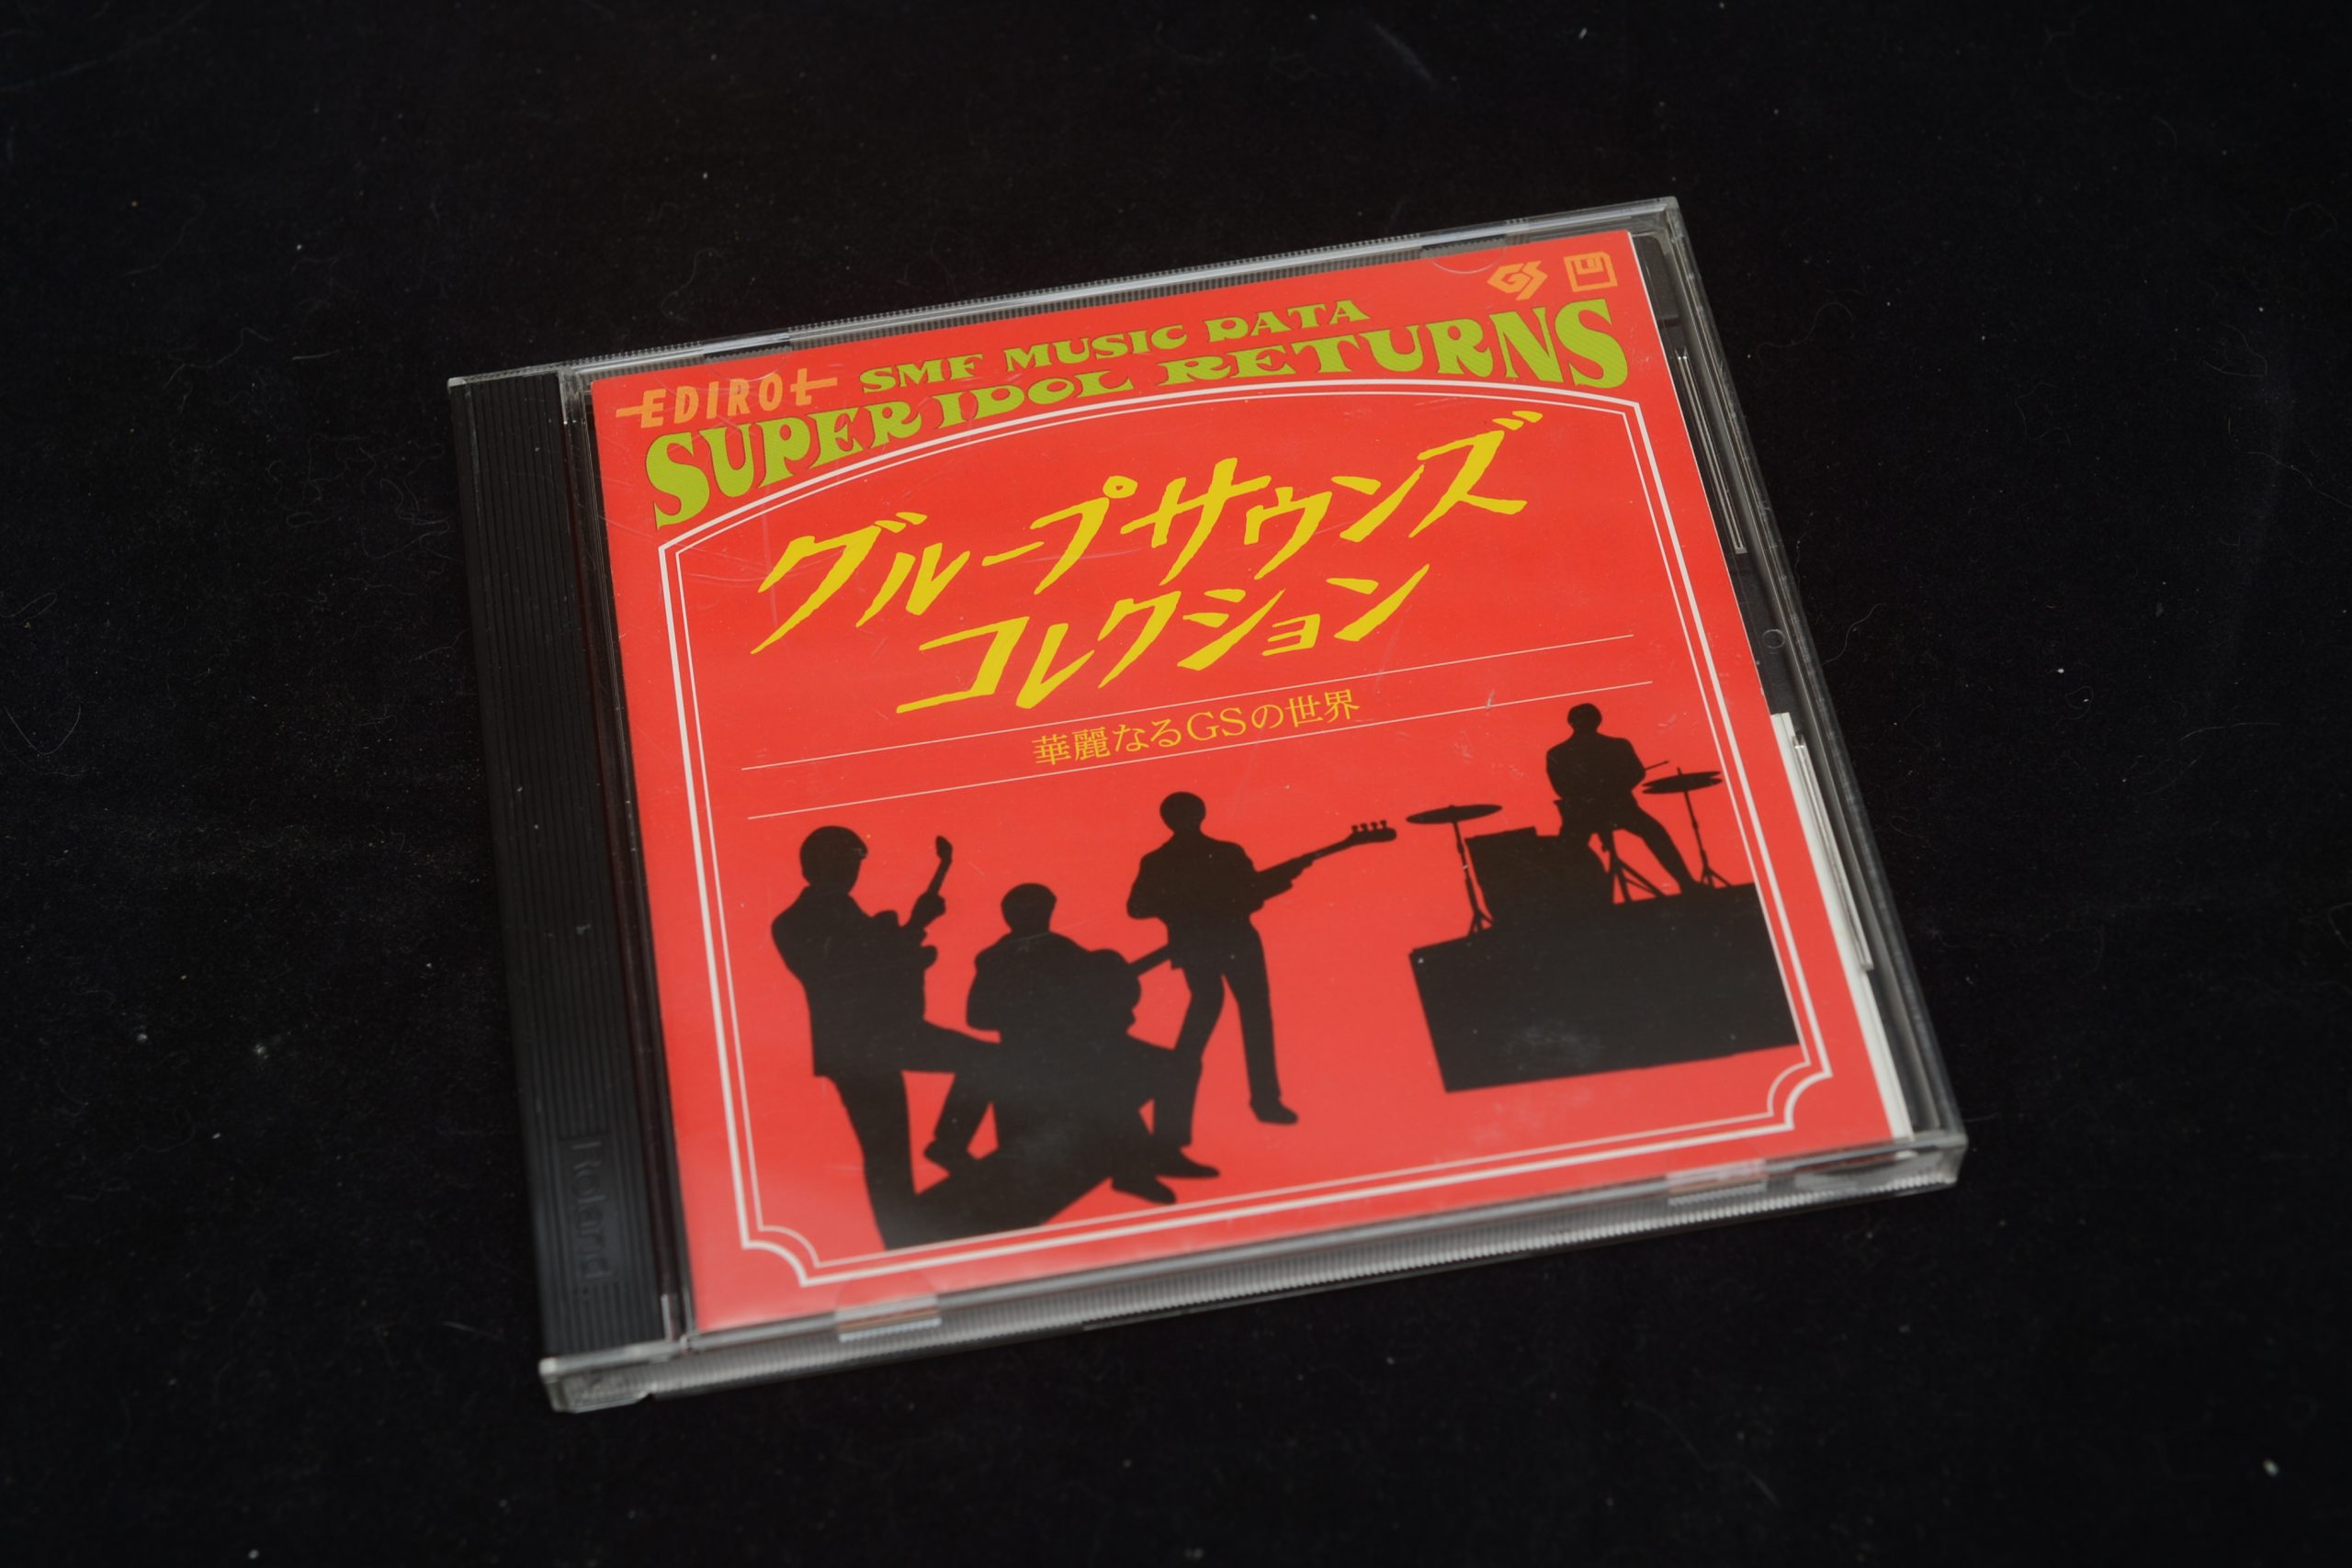 GS
EDIROL SMF MUSIC DATA
SUPER IDOL RETURNS
グループサウンズ
コレクション
華麗なるGSの世界
Roland